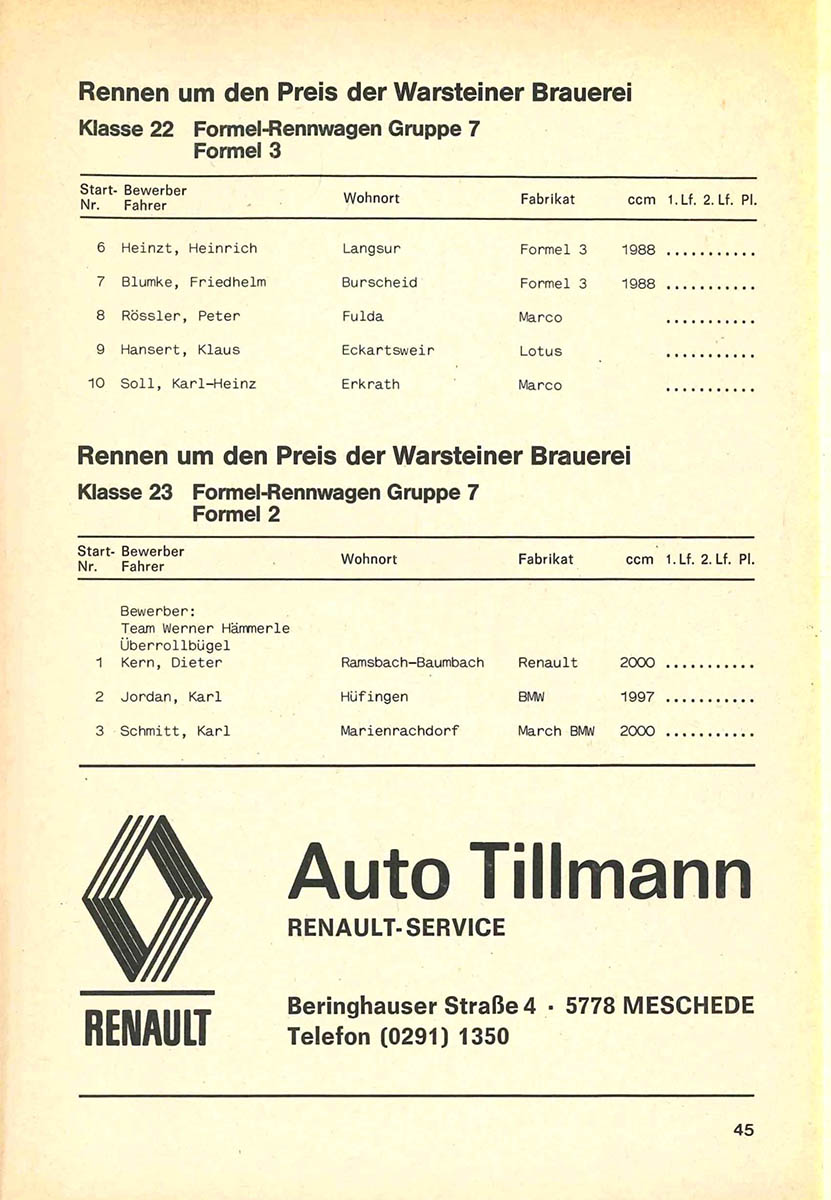 Rennen um den Preis der Warsteiner Brauerei
Klasse 22 Formel-Rennwagen Gruppe 7
Formel 3
Start- Bewerber
Nr. Fahrer Wohnort Fabrikat ccm 1. Lf. 2. Lf. Pl.
6 Heinzt, Heinrich Langsur Formel 3 1988 ...........
7 Blumke, Friedhelm Burscheid Formel 3 1988 ...........
8 Rössler, Peter Fulda Marco ...........
9 Hansert, Klaus Eckartsweir Lotus ...........
10 Soll, Karl-Heinz Erkrath Marco ...........
Rennen um den Preis der Warsteiner Brauerei
Klasse 23 Formel-Rennwagen Gruppe 7
Formel 2
Start- Bewerber
Nr. Fahrer Wohnort Fabrikat ccm 1. Lf. 2. Lf. Pl.
Bewerber:
Team Werner Hämmerle
Überrollbügel
1 Kern, Dieter Ramsbach-Baumbach Renault 2000 ...........
2 Jordan, Karl Hüfingen BMW 1997 ...........
3 Schmitt, Karl Marienrachdorf March BMW 2000 ...........
Auto Tillmann
RENAULT-SERVICE
Beringhauser Straße 4 · 5778 MESCHEDE
Telefon (0291) 1350
RENAULT
45